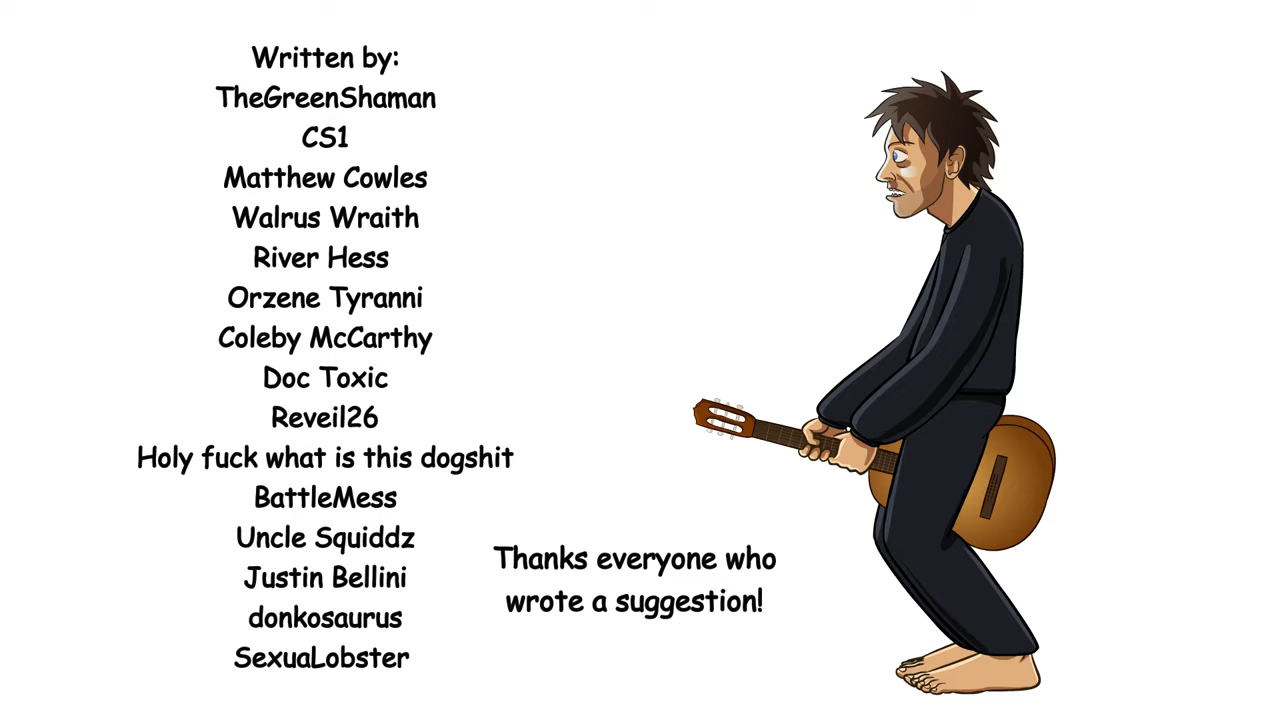 Written by:
TheGreenShaman
CS1
Matthew Cowles
Walrus Wraith
River Hess
Orzene Tyranni
Coleby McCarthy
Doc Toxic
Reveil26
Holy fuck what is this dogshit
BattleMess
Uncle Squiddz
Justin Bellini
donkosaurus
SexuaLobster
Thanks everyone who
wrote a suggestion!